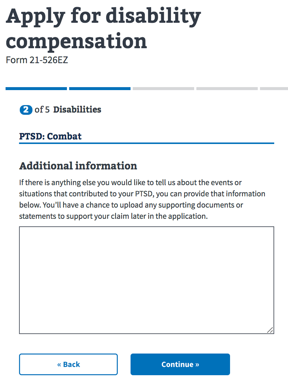 Apply for disability
compensation
Form 21-526EZ
2 of 5 Disabilities
PTSD: Combat
Additional information
If there is anything else you would like to tell us about the events or
situations that contributed to your PTSD, you can provide that information
below. You'll have a chance to upload any supporting documents or
statements to support your claim later in the application.
« Back
Continue »